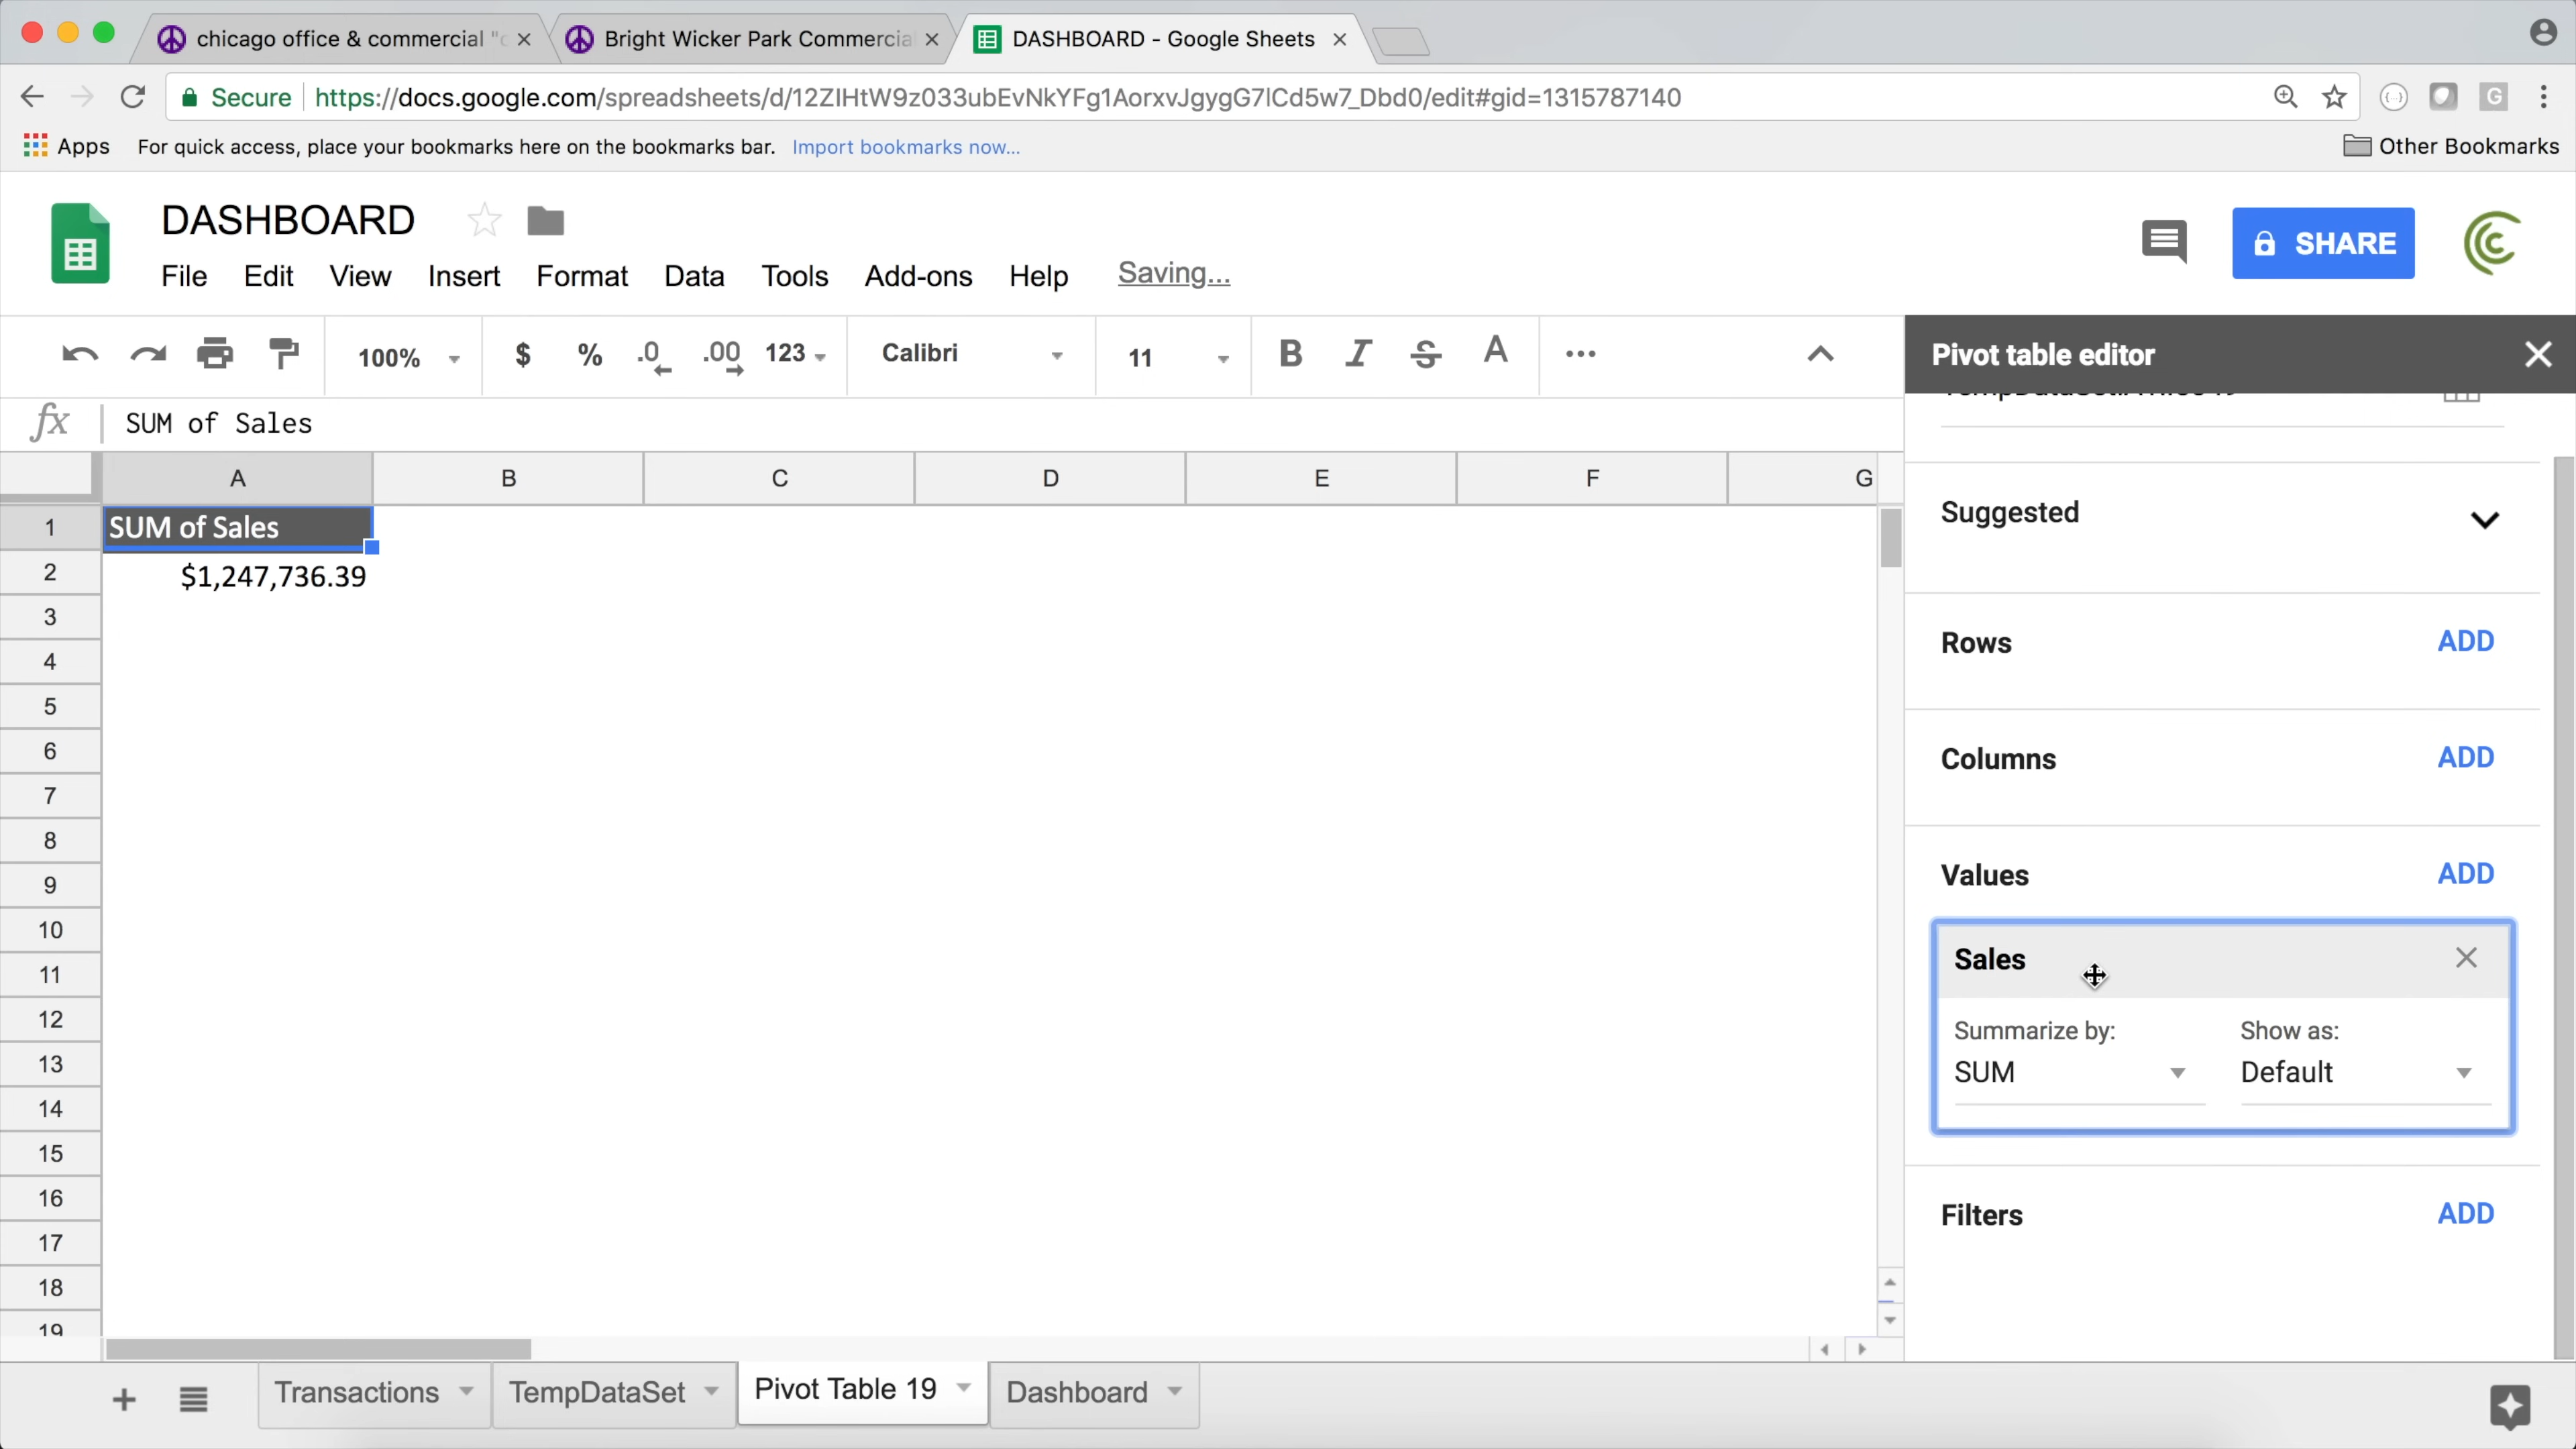 chicago office & commercial "c
Bright Wicker Park Commercial
DASHBOARD - Google Sheets
Secure https://docs.google.com/spreadsheets/d/12ZIHtW9z033ubEvNkYFg1AorxvJgygG7lCd5w7_Dbd0/edit#gid=1315787140
Apps For quick access, place your bookmarks here on the bookmarks bar. Import bookmarks now... Other Bookmarks
DASHBOARD
SHARE
File Edit View Insert Format Data Tools Add-ons Help Saving...
100% $ % .0 .00 123 Calibri 11 B I S A
Pivot table editor
fx SUM of Sales
A B C D E F G
1 SUM of Sales
2 $1,247,736.39
3
4
5
6
7
8
9
10
11
12
13
14
15
16
17
18
19
Suggested
Rows ADD
Columns ADD
Values ADD
Sales
Summarize by: Show as:
SUM Default
Filters ADD
Transactions TempDataSet Pivot Table 19 Dashboard